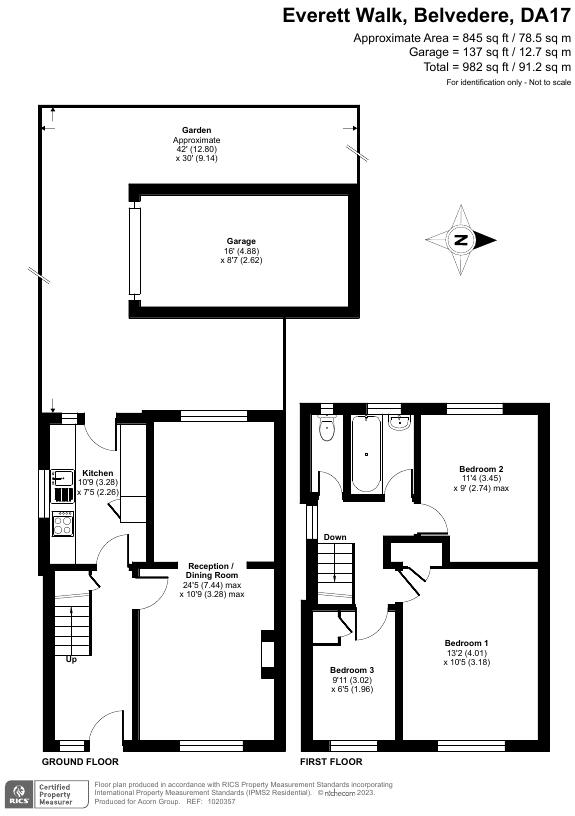 Everett Walk, Belvedere, DA17
Approximate Area = 845 sq ft / 78.5 sq m
Garage = 137 sq ft / 12.7 sq m
Total = 982 sq ft / 91.2 sq m
For identification only - Not to scale
Garden
Approximate
42' (12.80)
x 30' (9.14)
Garage
16' (4.88)
x 8'7 (2.62)
N
Kitchen
10'9 (3.28)
x 7'5 (2.26)
Reception /
Dining Room
24'5 (7.44) max
x 10'9 (3.28) max
Up
GROUND FLOOR
Bedroom 2
11'4 (3.45)
x 9' (2.74) max
Down
Bedroom 1
13'2 (4.01)
x 10'5 (3.18)
Bedroom 3
9'11 (3.02)
x 6'5 (1.96)
FIRST FLOOR
RICS
Certified
Property
Measurer
Floor plan produced in accordance with RICS Property Measurement Standards incorporating
International Property Measurement Standards (IPMS2 Residential). © nichecom 2023.
Produced for Acorn Group. REF: 1020357